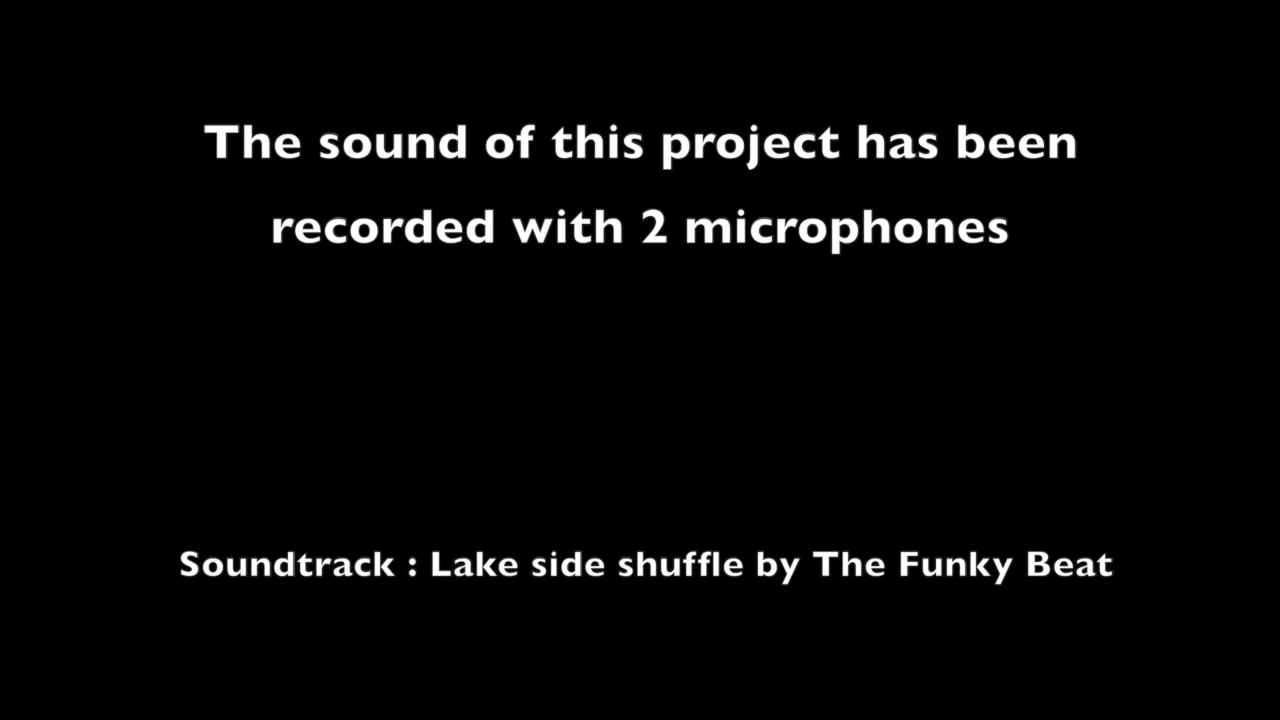 The sound of this project has been
recorded with 2 microphones
Soundtrack : Lake side shuffle by The Funky Beat